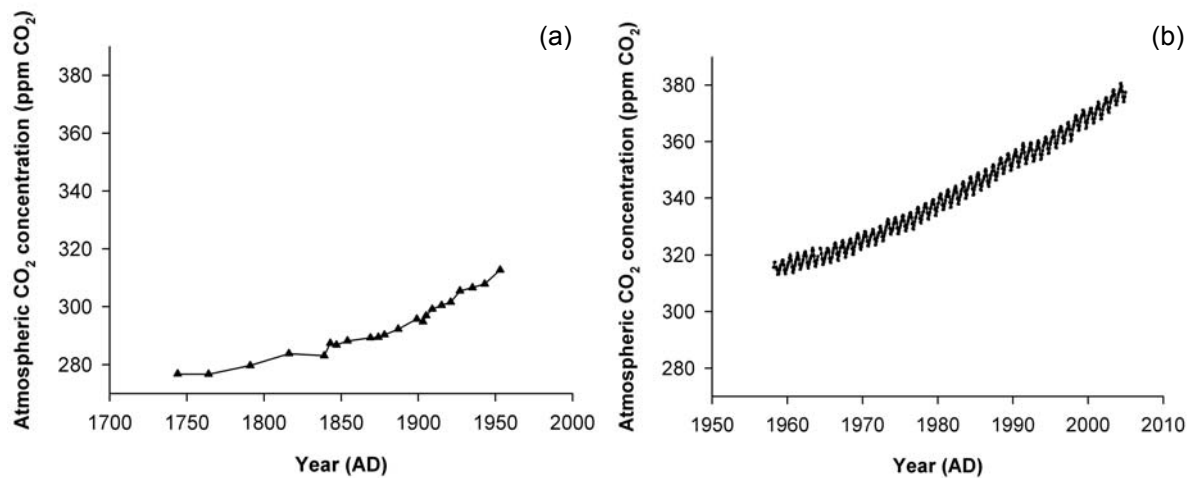 (a)
Atmospheric CO₂ concentration (ppm CO₂)
380
360
340
320
300
280
1700 1750 1800 1850 1900 1950 2000
Year (AD)
(b)
Atmospheric CO₂ concentration (ppm CO₂)
380
360
340
320
300
280
1950 1960 1970 1980 1990 2000 2010
Year (AD)